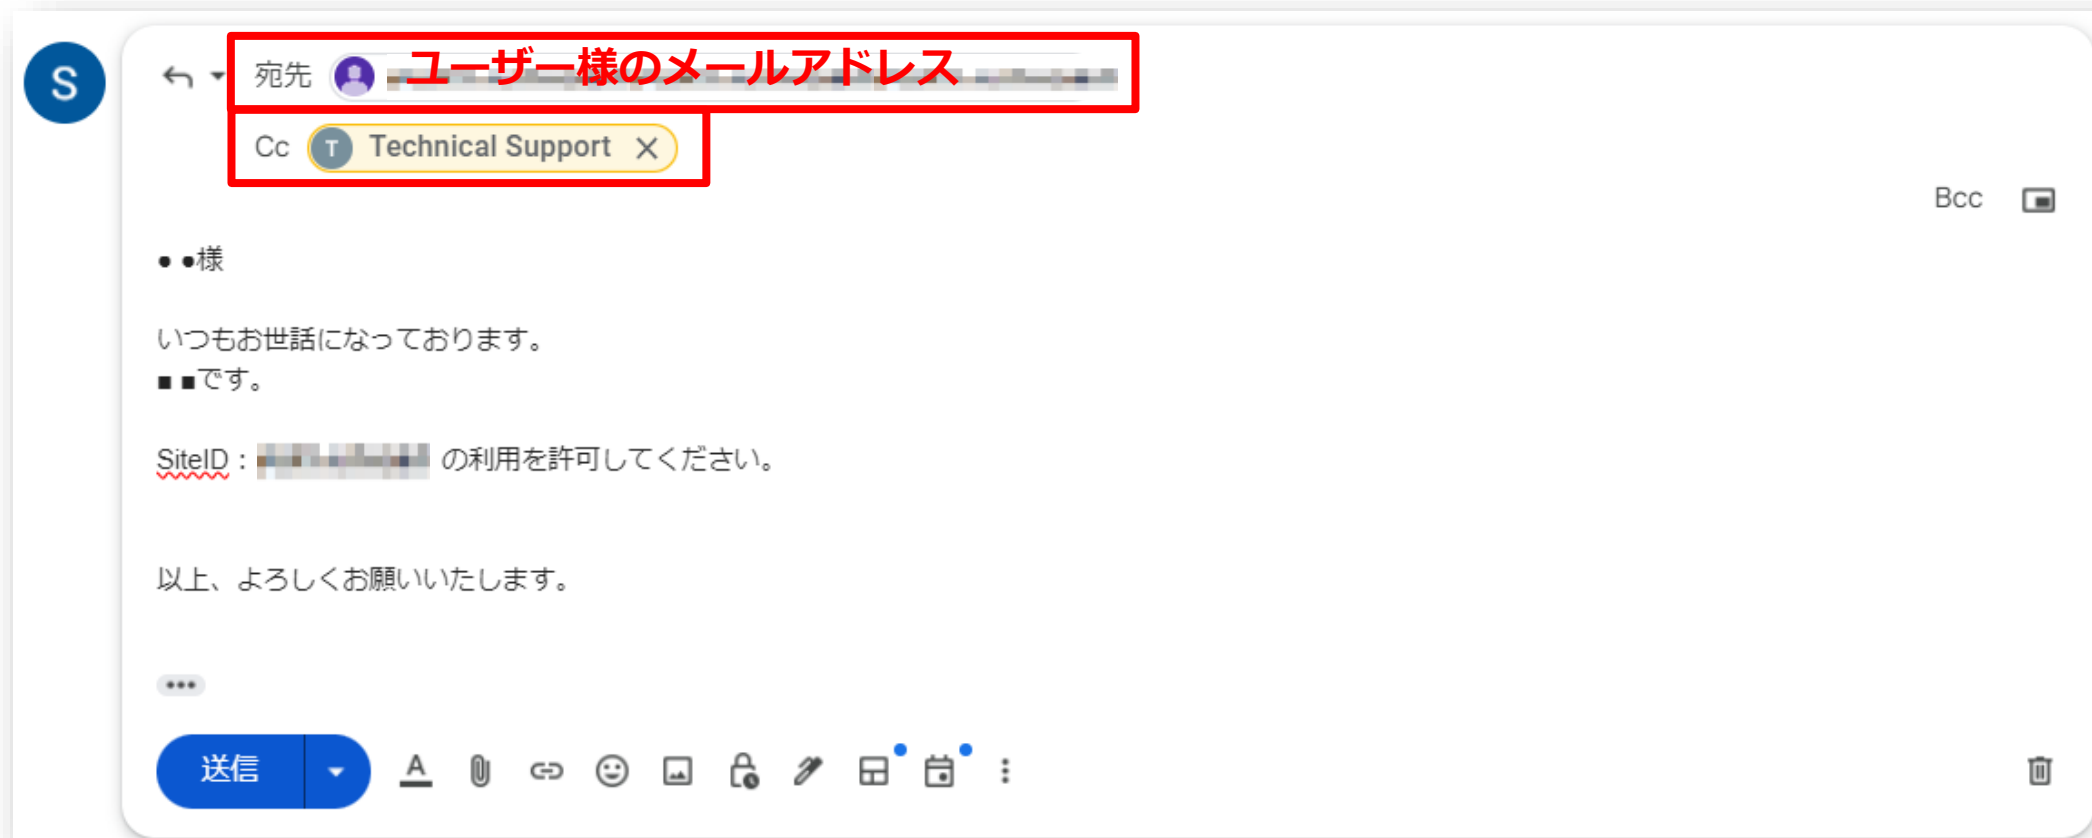 S
宛先 ユーザー様のメールアドレス
Cc T Technical Support
Bcc
●●様
いつもお世話になっております。
■■です。
SiteID： の利用を許可してください。
以上、よろしくお願いいたします。
送信